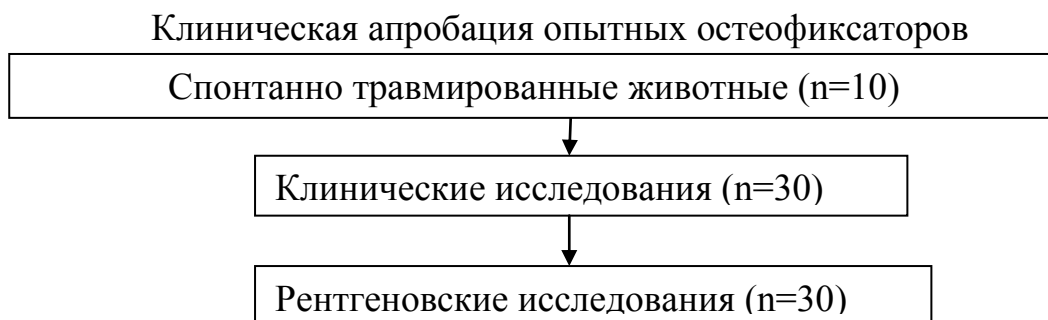 Клиническая апробация опытных остеофиксаторов
Спонтанно травмированные животные (n=10)
Клинические исследования (n=30)
Рентгеновские исследования (n=30)